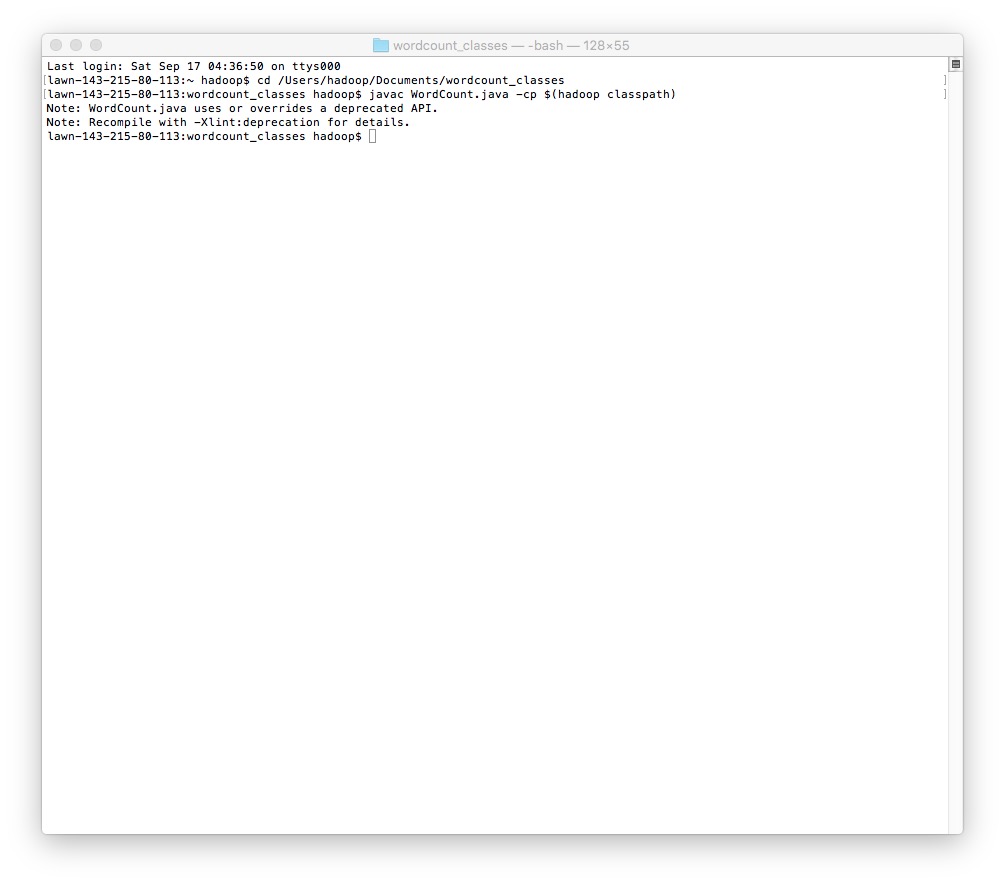 wordcount_classes — -bash — 128×55
Last login: Sat Sep 17 04:36:50 on ttys000
[lawn-143-215-80-113:~ hadoop$ cd /Users/hadoop/Documents/wordcount_classes ]
[lawn-143-215-80-113:wordcount_classes hadoop$ javac WordCount.java -cp $(hadoop classpath) ]
Note: WordCount.java uses or overrides a deprecated API.
Note: Recompile with -Xlint:deprecation for details.
lawn-143-215-80-113:wordcount_classes hadoop$